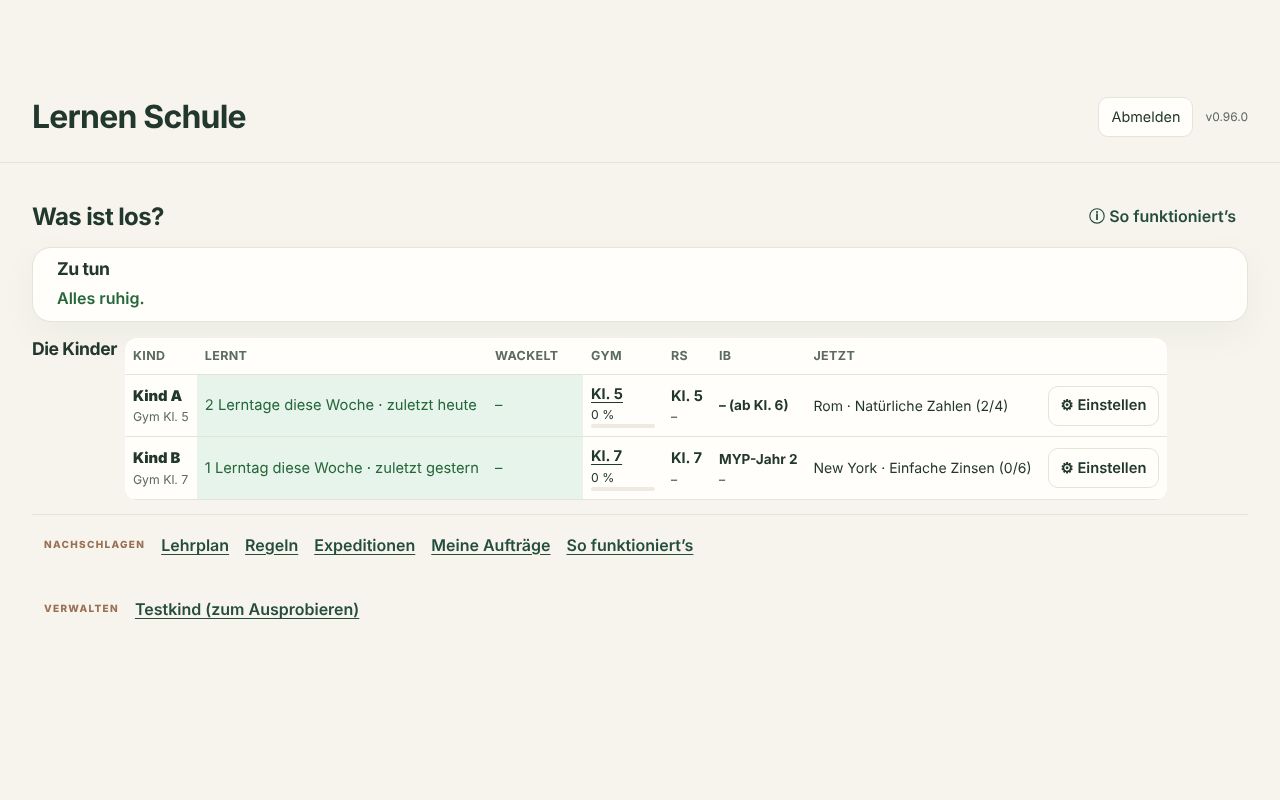 Lernen Schule
Abmelden
v0.96.0
Was ist los?
ⓘ So funktioniert’s
Zu tun
Alles ruhig.
Die Kinder
KIND LERNT WACKELT GYM RS IB JETZT
Kind A
Gym Kl. 5
2 Lerntage diese Woche · zuletzt heute
–
Kl. 5
0 %
Kl. 5
–
– (ab Kl. 6)
Rom · Natürliche Zahlen (2/4)
⚙ Einstellen
Kind B
Gym Kl. 7
1 Lerntag diese Woche · zuletzt gestern
–
Kl. 7
0 %
Kl. 7
–
MYP-Jahr 2
–
New York · Einfache Zinsen (0/6)
⚙ Einstellen
NACHSCHLAGEN Lehrplan Regeln Expeditionen Meine Aufträge So funktioniert’s
VERWALTEN Testkind (zum Ausprobieren)